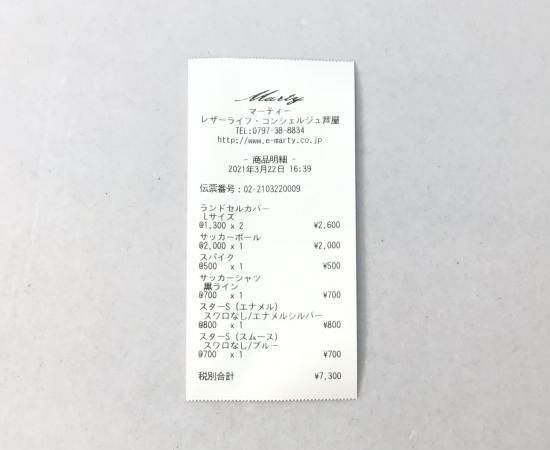 Marty
マーティー
レザーライフ・コンシェルジュ芦屋
TEL:0797-38-8834
http://www.e-marty.co.jp
- 商品明細 -
2021年3月22日 16:39
伝票番号：02-2103220009
ランドセルカバー
Lサイズ
@1,300 x 2 ¥2,600
サッカーボール
@2,000 x 1 ¥2,000
スパイク
@500 x 1 ¥500
サッカーシャツ
黒ライン
@700 x 1 ¥700
スターS（エナメル）
スワロなし/エナメルシルバー
@800 x 1 ¥800
スターS（スムース）
スワロなし/ブルー
@700 x 1 ¥700
税別合計 ¥7,300